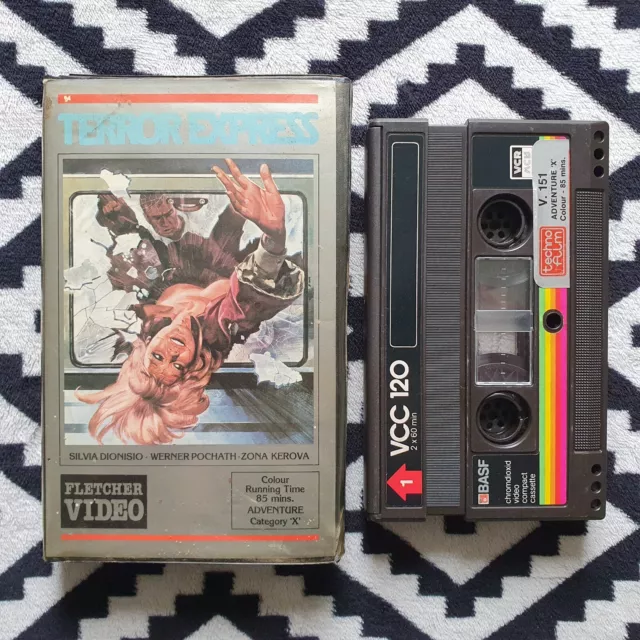 TERROR EXPRESS
SILVIA DIONISIO · WERNER POCHATH · ZONA KEROVA
FLETCHER
VIDEO
Colour
Running Time
85 mins.
ADVENTURE
Category 'X'
1
VCC 120
2 x 60 min
VCR
V. 151
ADVENTURE 'X'
Colour - 85 mins.
techno
film
BASF
chromdioxid
video
compact
cassette